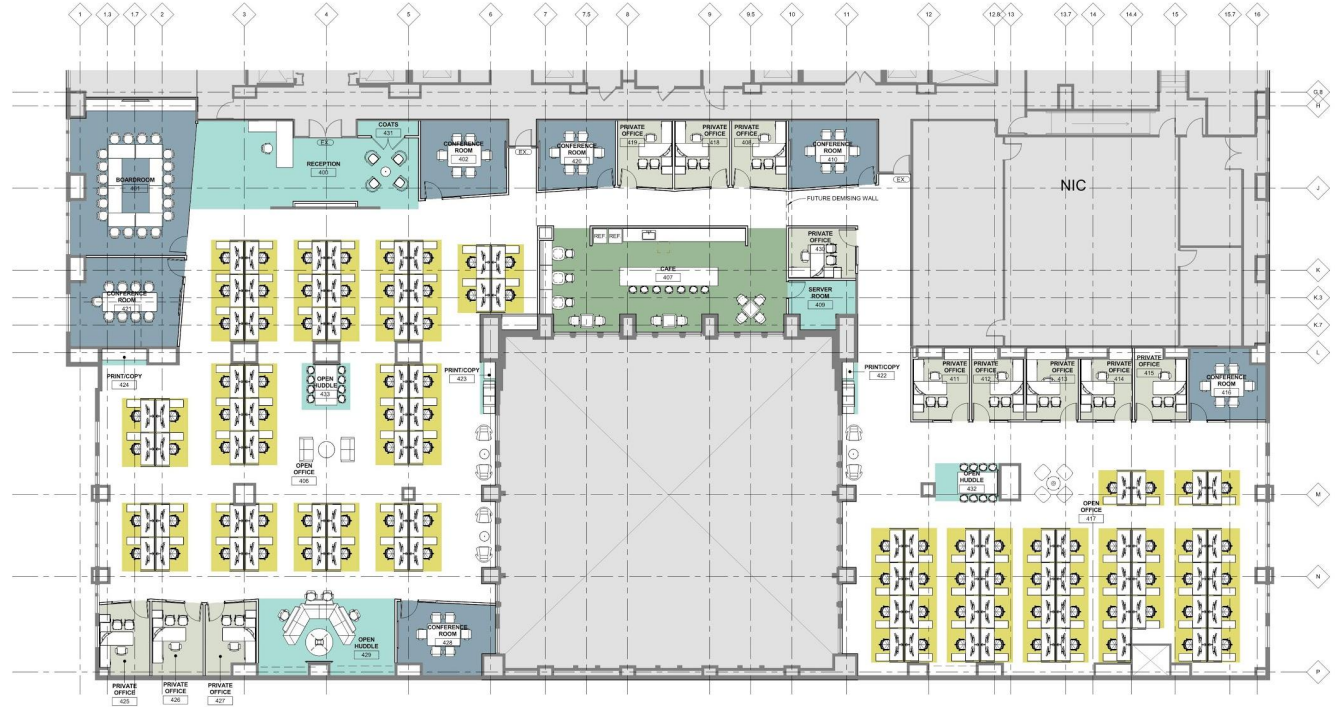 1
1.3
1.7
2
3
4
5
6
7
7.5
8
9
9.5
10
11
12
12.9
13
13.7
14
14.4
15
15.7
16
G.8
H
COATS
431
EX.
RECEPTION
400
CONFERENCE
ROOM
402
EX.
CONFERENCE
ROOM
420
PRIVATE
OFFICE
419
PRIVATE
OFFICE
418
PRIVATE
OFFICE
408
CONFERENCE
ROOM
410
EX.
NIC
J
BOARDROOM
401
FUTURE DEMISING WALL
REF
REF
PRIVATE
OFFICE
430
CAFE
407
K
CONFERENCE
ROOM
421
SERVER
ROOM
409
K.3
K.7
L
PRINT/COPY
424
OPEN
HUDDLE
433
PRINT/COPY
423
PRINT/COPY
422
PRIVATE
OFFICE
411
PRIVATE
OFFICE
412
PRIVATE
OFFICE
413
PRIVATE
OFFICE
414
PRIVATE
OFFICE
415
CONFERENCE
ROOM
416
OPEN
OFFICE
406
OPEN
HUDDLE
432
OPEN
OFFICE
417
M
N
OPEN
HUDDLE
429
CONFERENCE
ROOM
428
P
PRIVATE
OFFICE
425
PRIVATE
OFFICE
426
PRIVATE
OFFICE
427